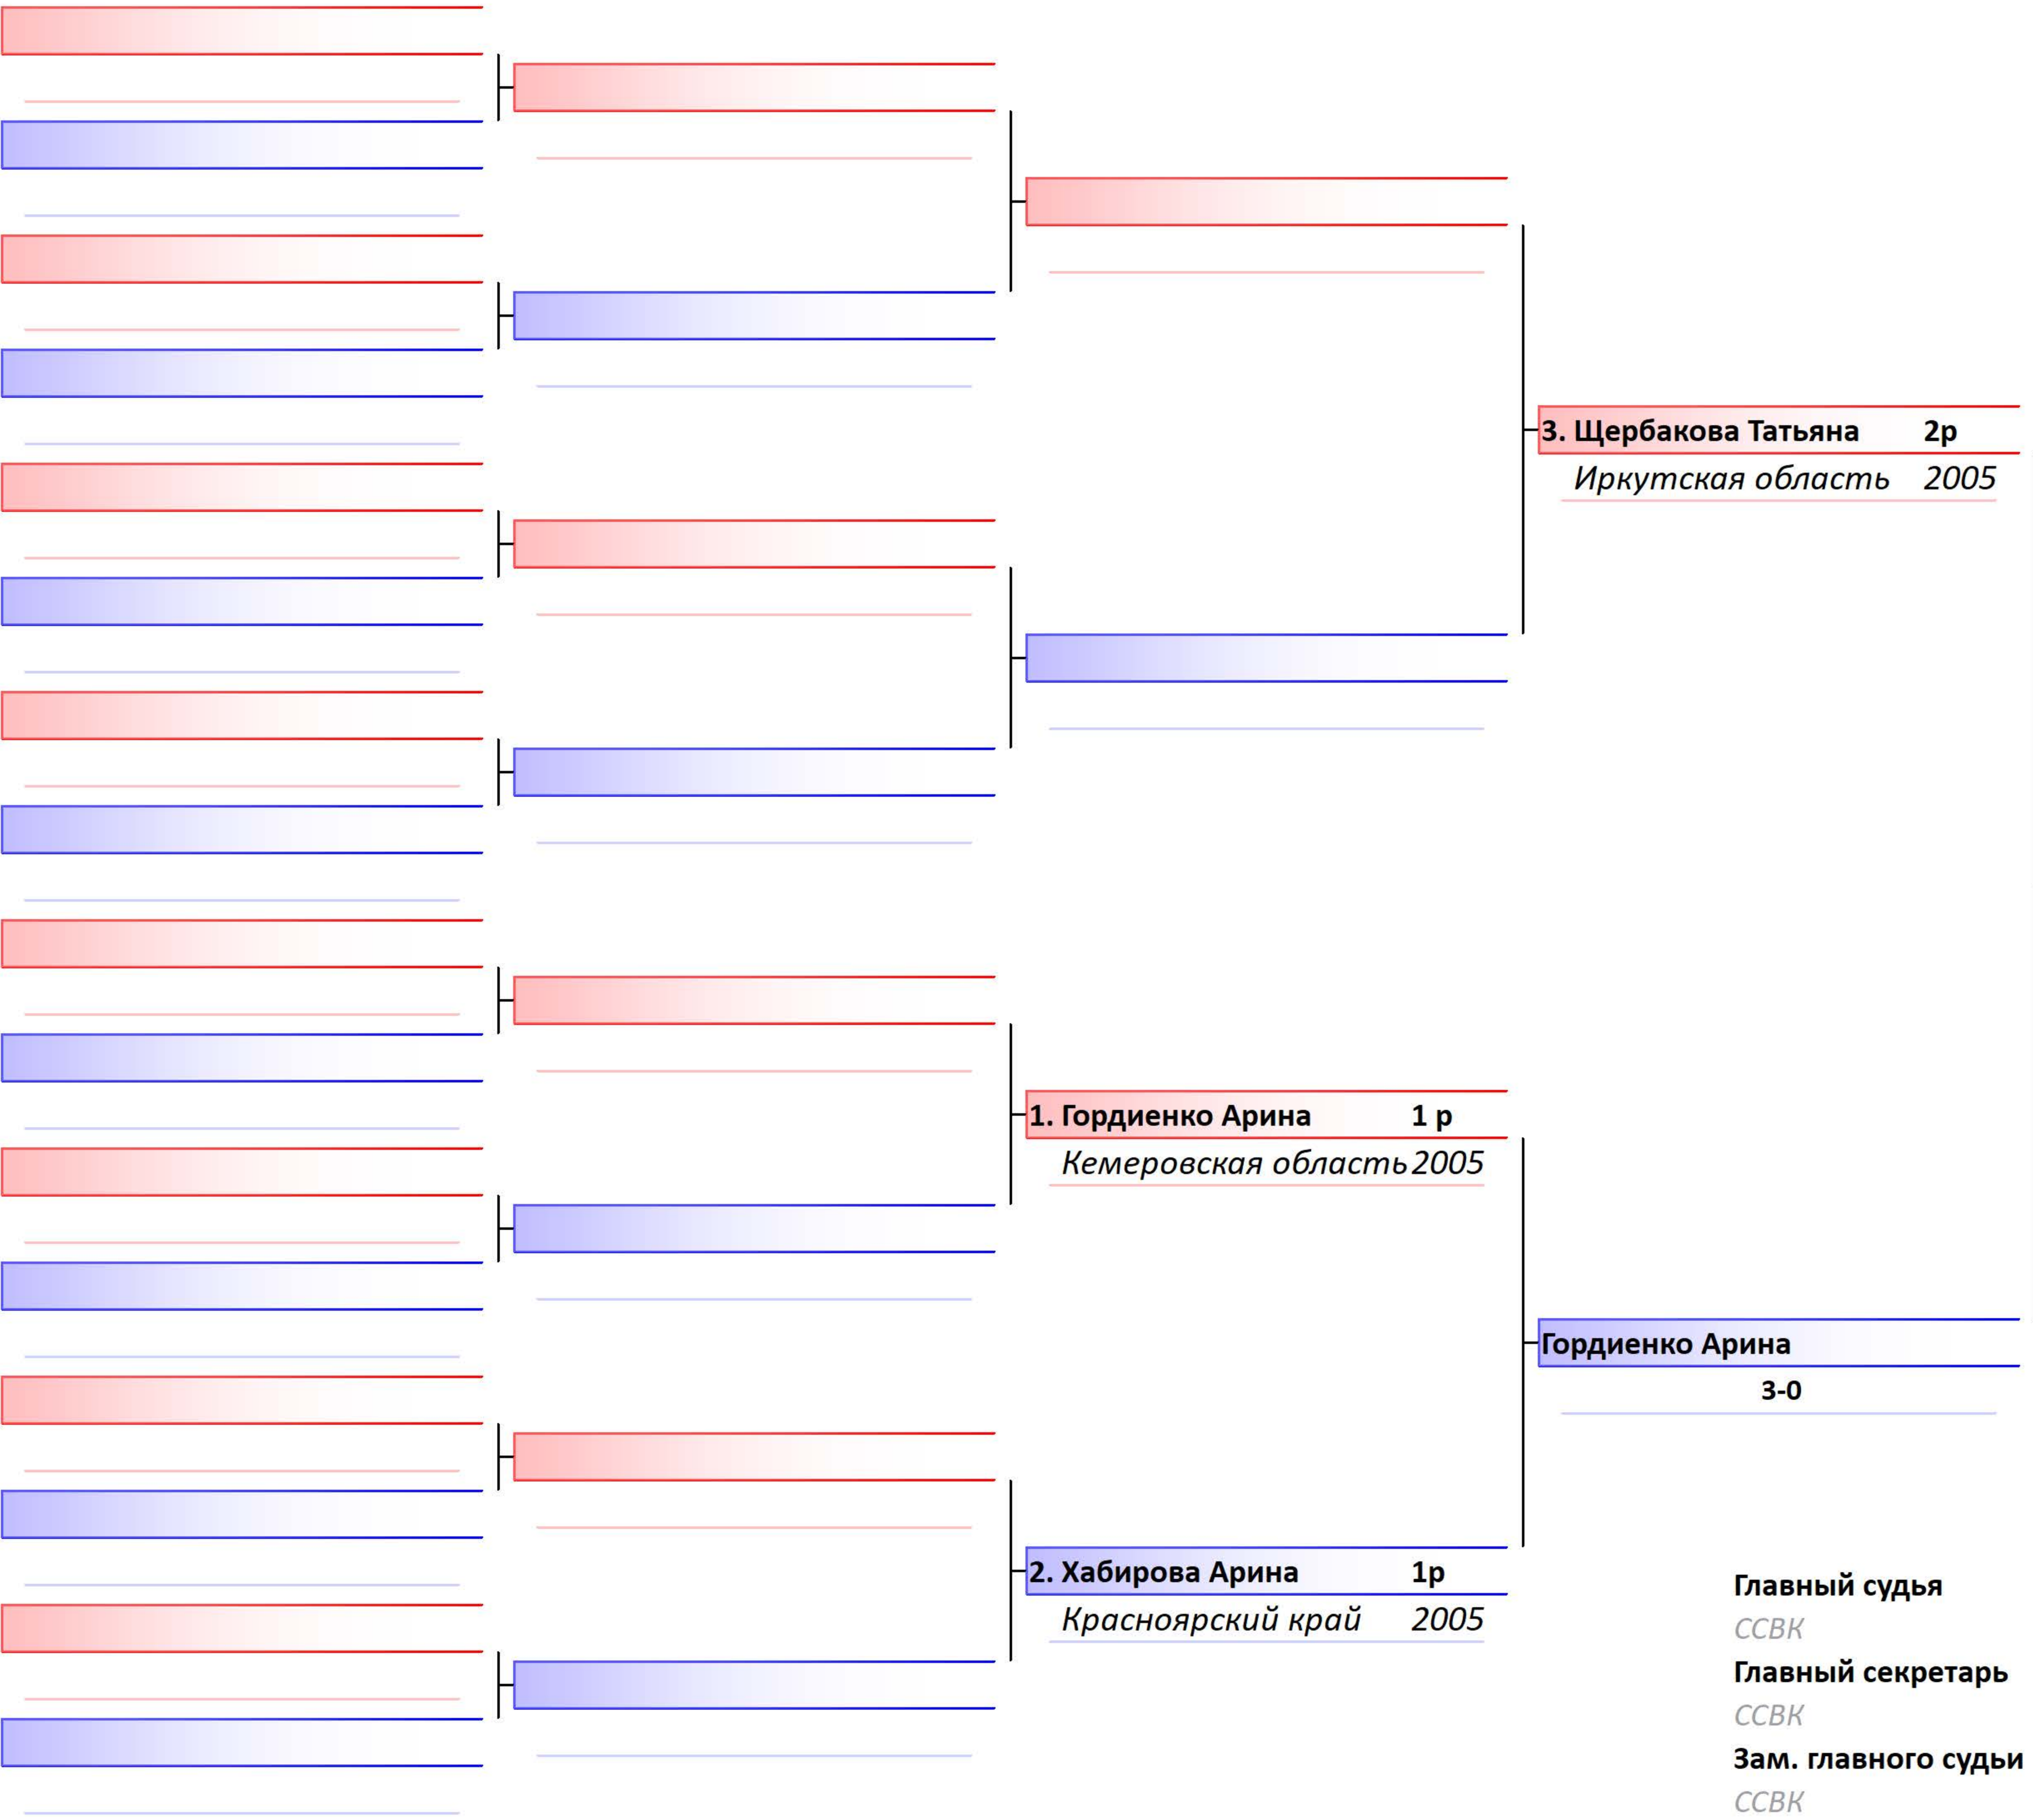 3. Щербакова Татьяна 2р
Иркутская область 2005
1. Гордиенко Арина 1 р
Кемеровская область 2005
Гордиенко Арина
3-0
2. Хабирова Арина 1р
Красноярский край 2005
Главный судья
ССВК
Главный секретарь
ССВК
Зам. главного судьи
ССВК